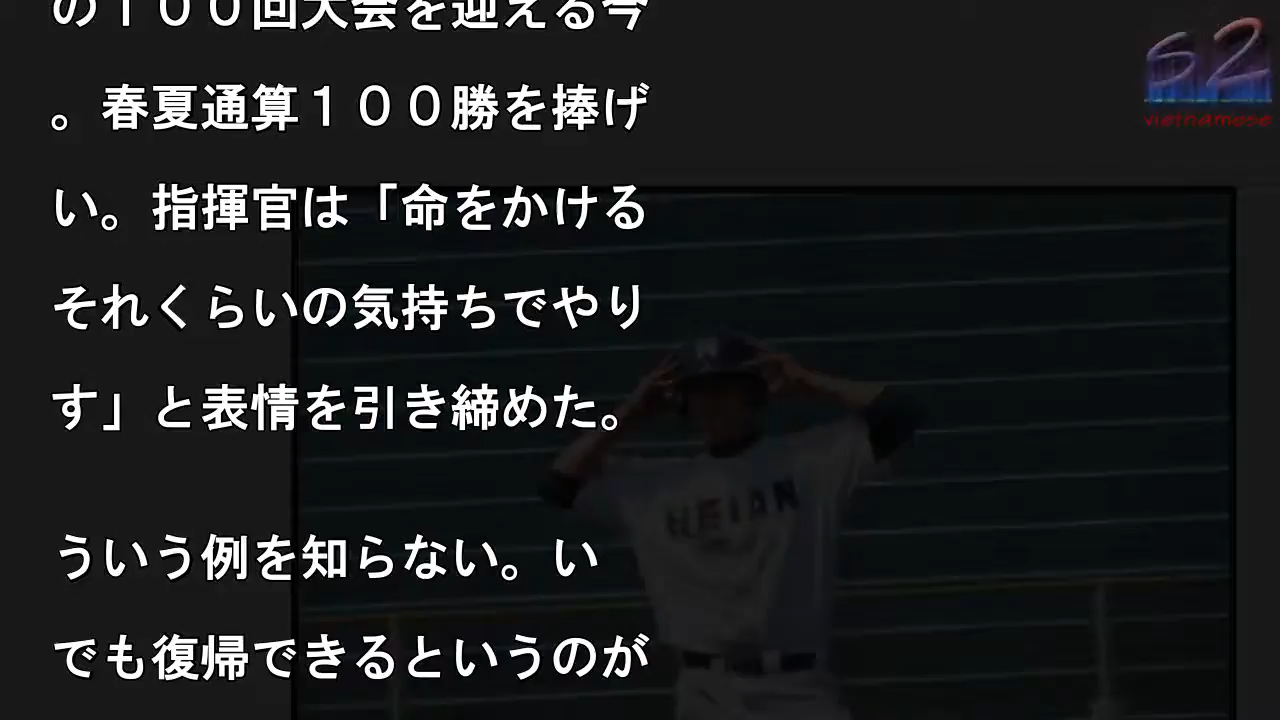 の１００回大会を迎える今
。春夏通算１００勝を捧げ
い。指揮官は「命をかける
それくらいの気持ちでやり
す」と表情を引き締めた。
ういう例を知らない。い
でも復帰できるというのが
S2
vietnamese
HEIAN